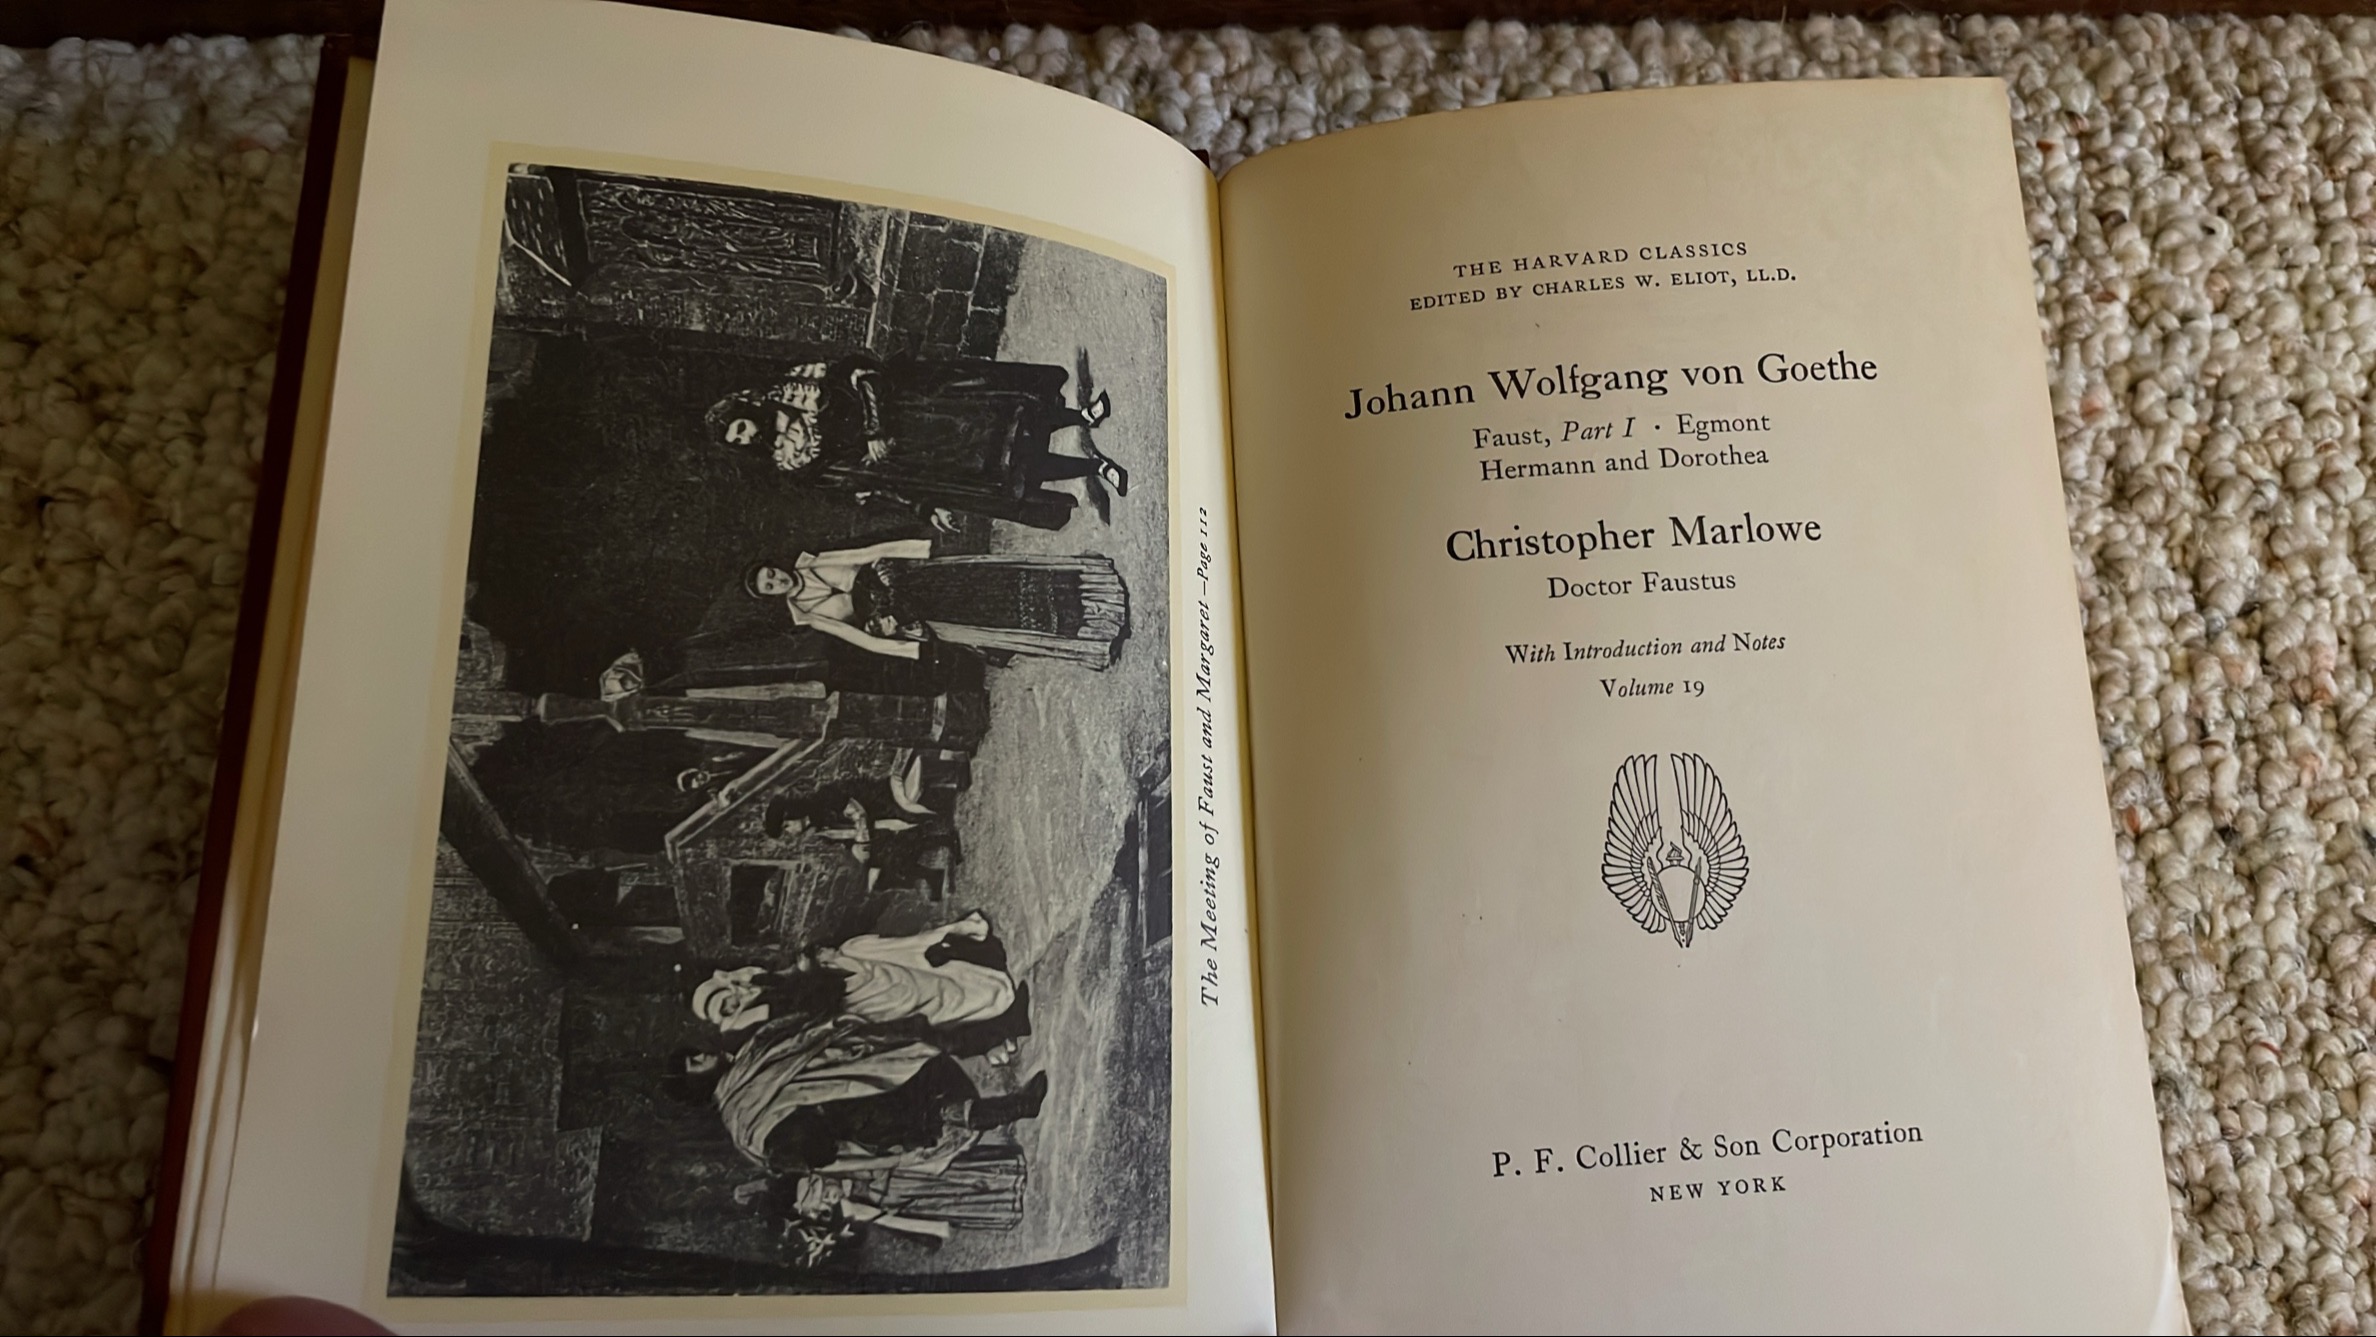 The Meeting of Faust and Margaret—Page 112
THE HARVARD CLASSICS
EDITED BY CHARLES W. ELIOT, LL.D.
Johann Wolfgang von Goethe
Faust, Part I · Egmont
Hermann and Dorothea
Christopher Marlowe
Doctor Faustus
With Introduction and Notes
Volume 19
P. F. Collier & Son Corporation
NEW YORK